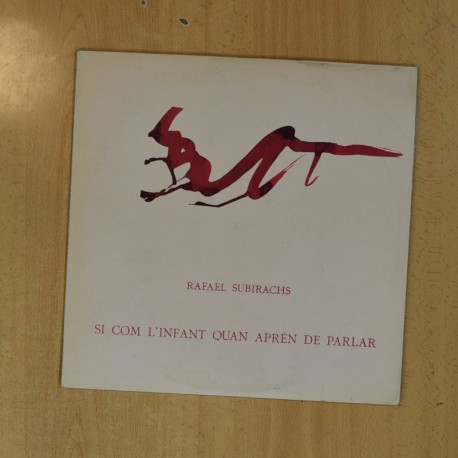 RAFAEL SUBIRACHS
SI COM L'INFANT QUAN APRÉN DE PARLAR